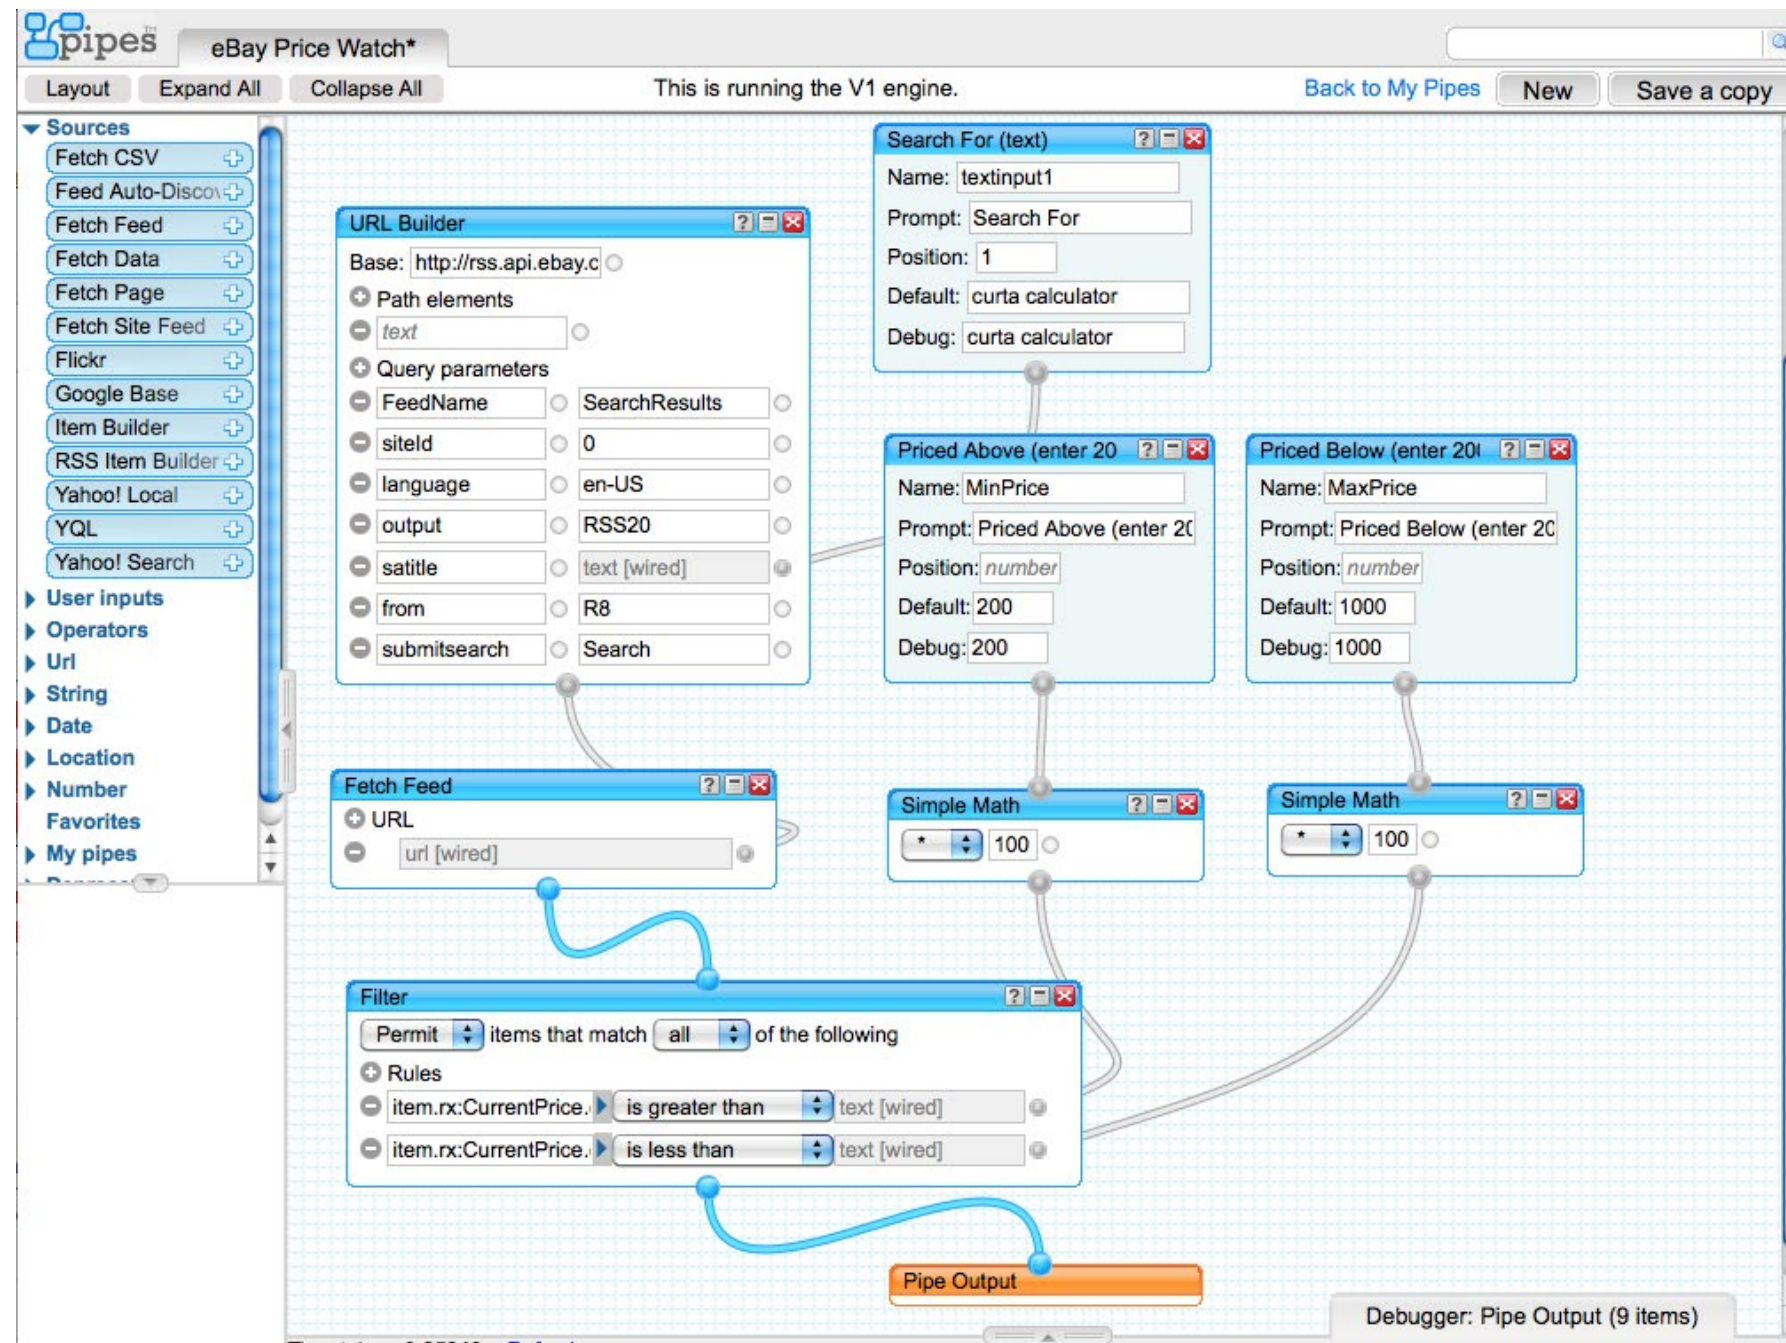 pipes™
eBay Price Watch*
Layout
Expand All
Collapse All
This is running the V1 engine.
Back to My Pipes
New
Save a copy
Sources
Fetch CSV
Feed Auto-Discov
Fetch Feed
Fetch Data
Fetch Page
Fetch Site Feed
Flickr
Google Base
Item Builder
RSS Item Builder
Yahoo! Local
YQL
Yahoo! Search
User inputs
Operators
Url
String
Date
Location
Number
Favorites
My pipes
URL Builder
Base: http://rss.api.ebay.c
Path elements
text
Query parameters
FeedName SearchResults
siteId 0
language en-US
output RSS20
satitle text [wired]
from R8
submitsearch Search
Search For (text)
Name: textinput1
Prompt: Search For
Position: 1
Default: curta calculator
Debug: curta calculator
Priced Above (enter 20
Name: MinPrice
Prompt: Priced Above (enter 20
Position: number
Default: 200
Debug: 200
Priced Below (enter 20
Name: MaxPrice
Prompt: Priced Below (enter 20
Position: number
Default: 1000
Debug: 1000
Fetch Feed
URL
url [wired]
Simple Math
* 100
Simple Math
* 100
Filter
Permit items that match all of the following
Rules
item.rx:CurrentPrice. is greater than text [wired]
item.rx:CurrentPrice. is less than text [wired]
Pipe Output
Debugger: Pipe Output (9 items)